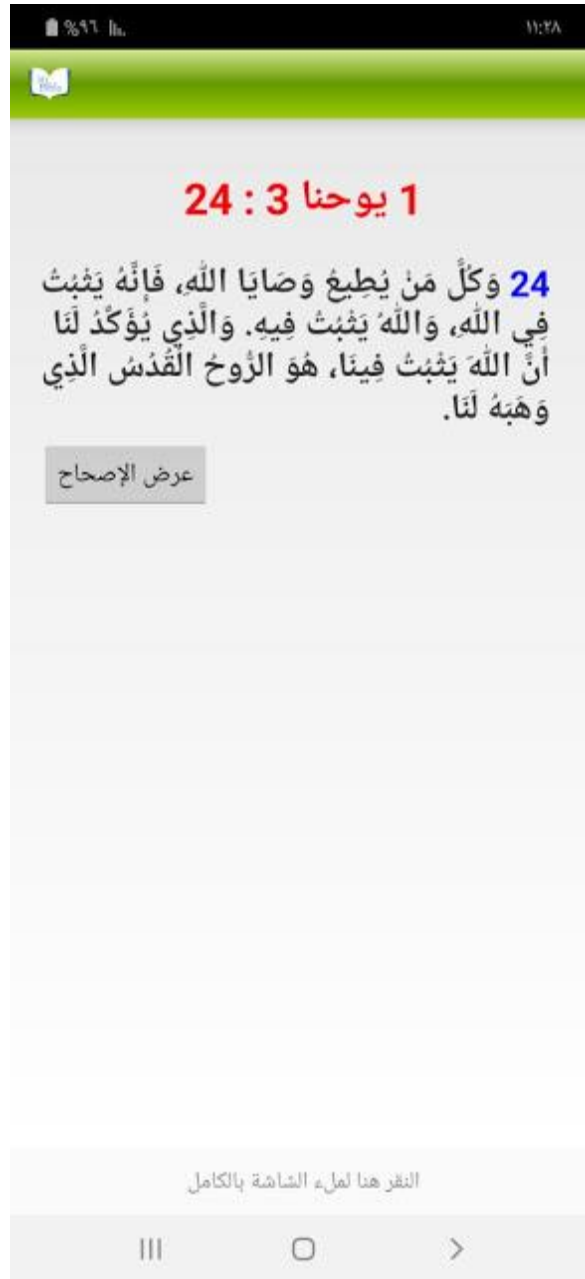 %٩٦ ١١:٢٨
1 يوحنا 3 : 24
24 وَكُلُّ مَنْ يُطِيعُ وَصَايَا اللهِ، فَإِنَّهُ يَثْبُتُ
فِي اللهِ، وَاللهُ يَثْبُتُ فِيهِ. وَالَّذِي يُؤَكِّدُ لَنَا
أَنَّ اللهَ يَثْبُتُ فِينَا، هُوَ الرُّوحُ الْقُدُسُ الَّذِي
وَهَبَهُ لَنَا.
عرض الإصحاح
النقر هنا لملء الشاشة بالكامل